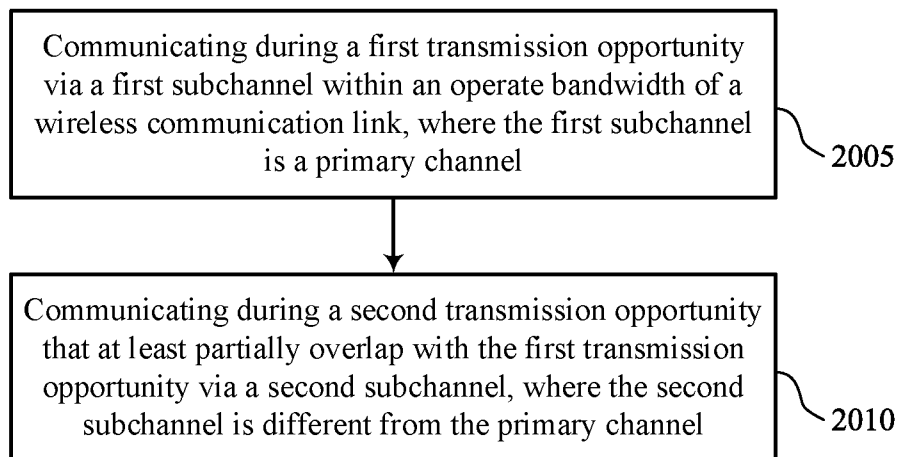 Communicating during a first transmission opportunity
via a first subchannel within an operate bandwidth of a
wireless communication link, where the first subchannel
is a primary channel
2005
Communicating during a second transmission opportunity
that at least partially overlap with the first transmission
opportunity via a second subchannel, where the second
subchannel is different from the primary channel
2010